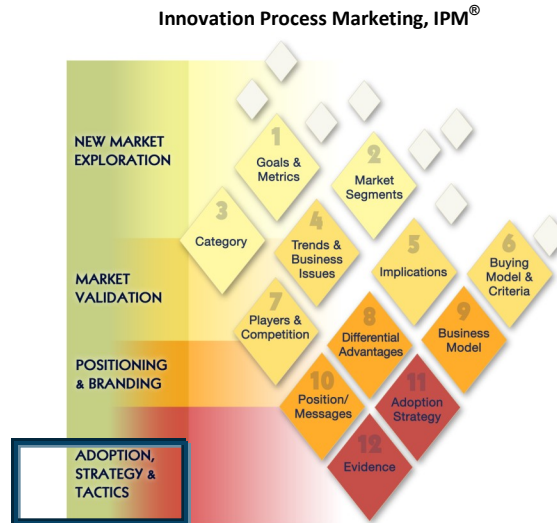 Innovation Process Marketing, IPM®
NEW MARKET
EXPLORATION
1
Goals &
Metrics
2
Market
Segments
3
Category
4
Trends &
Business
Issues
5
Implications
6
Buying
Model &
Criteria
MARKET
VALIDATION
7
Players &
Competition
8
Differential
Advantages
9
Business
Model
POSITIONING
& BRANDING
10
Position/
Messages
11
Adoption
Strategy
12
Evidence
ADOPTION,
STRATEGY &
TACTICS